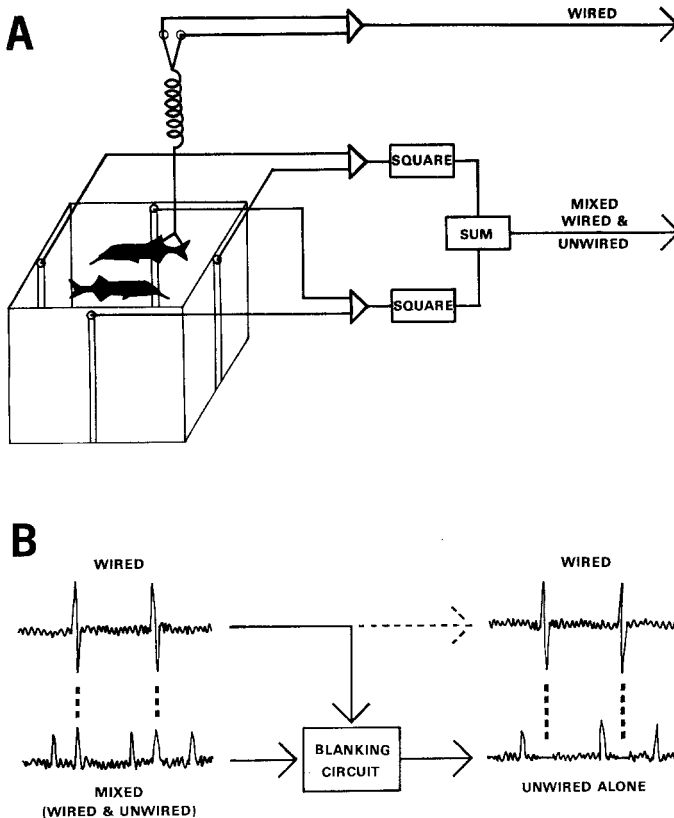 A
WIRED
SQUARE
MIXED
WIRED &
UNWIRED
SUM
SQUARE
B
WIRED
WIRED
BLANKING
CIRCUIT
MIXED
(WIRED & UNWIRED)
UNWIRED ALONE